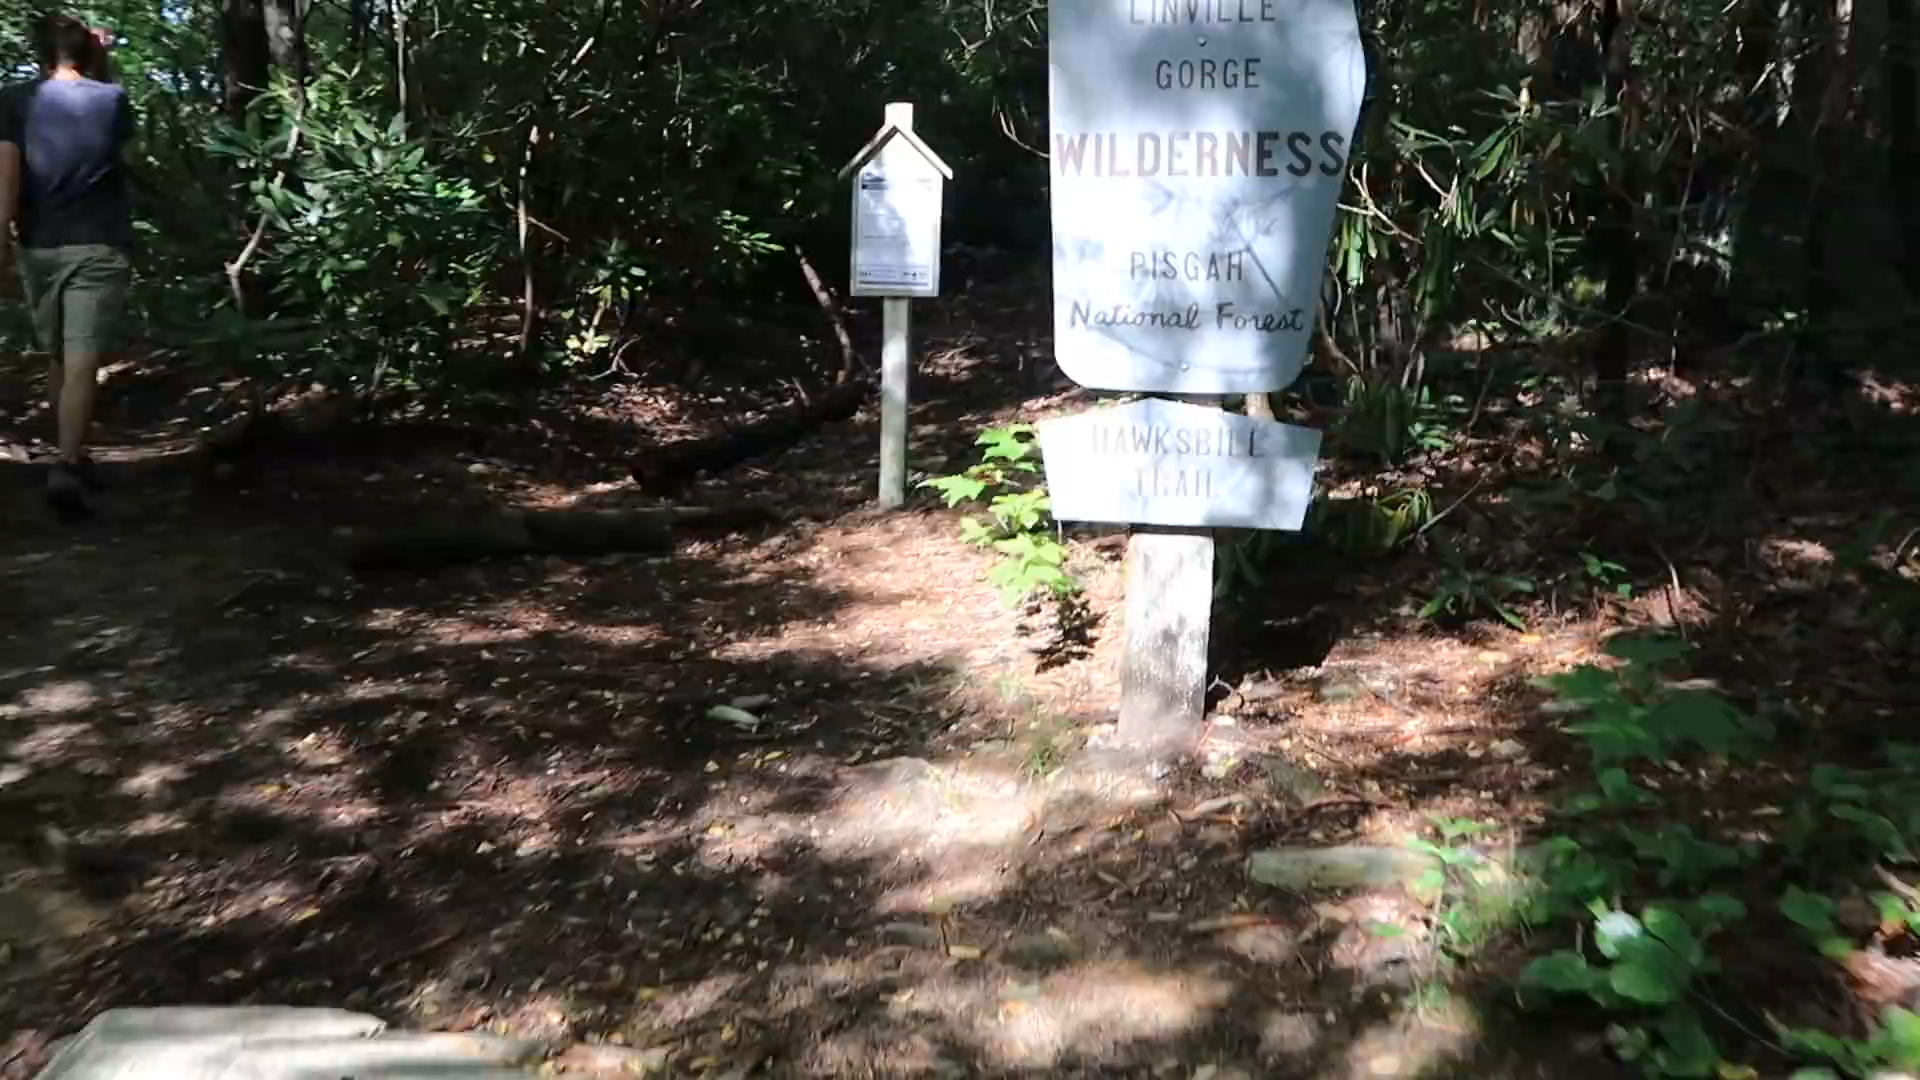 LINVILLE
GORGE
WILDERNESS
PISGAH
National Forest
HAWKSBILL
TRAIL